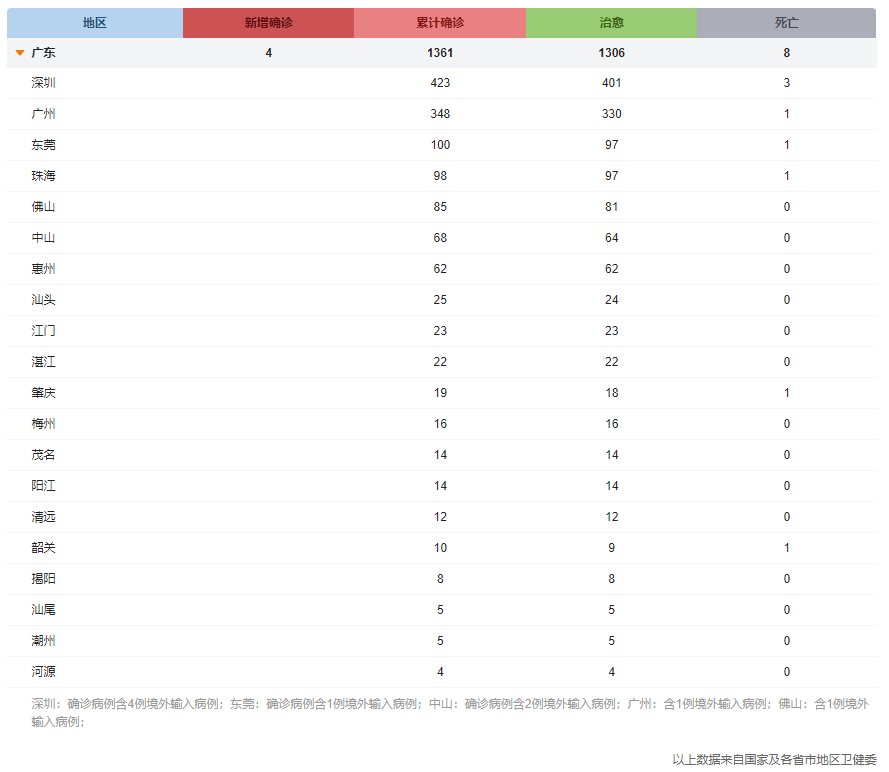 地区 新增确诊 累计确诊 治愈 死亡
广东 4 1361 1306 8
深圳 423 401 3
广州 348 330 1
东莞 100 97 1
珠海 98 97 1
佛山 85 81 0
中山 68 64 0
惠州 62 62 0
汕头 25 24 0
江门 23 23 0
湛江 22 22 0
肇庆 19 18 1
梅州 16 16 0
茂名 14 14 0
阳江 14 14 0
清远 12 12 0
韶关 10 9 1
揭阳 8 8 0
汕尾 5 5 0
潮州 5 5 0
河源 4 4 0
深圳：确诊病例含4例境外输入病例；东莞：确诊病例含1例境外输入病例；中山：确诊病例含2例境外输入病例；广州：含1例境外输入病例；佛山：含1例境外
输入病例；
以上数据来自国家及各省市地区卫健委